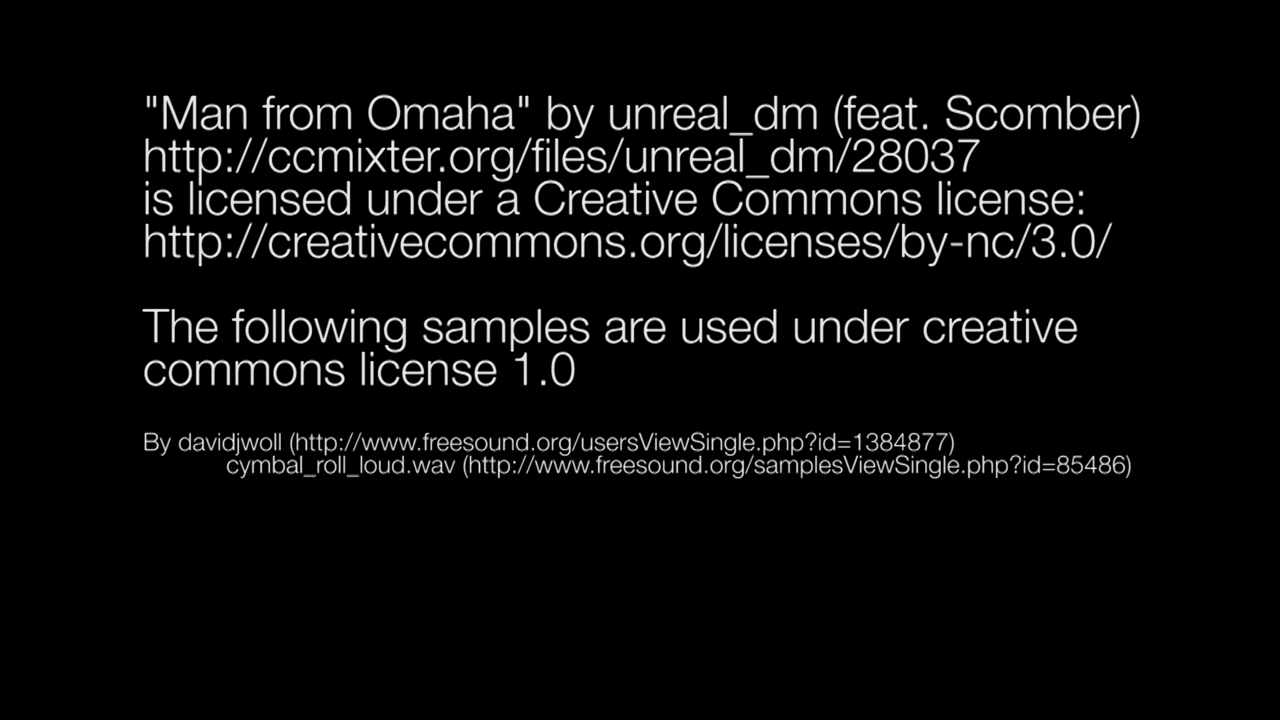 "Man from Omaha" by unreal_dm (feat. Scomber)
http://ccmixter.org/files/unreal_dm/28037
is licensed under a Creative Commons license:
http://creativecommons.org/licenses/by-nc/3.0/
The following samples are used under creative
commons license 1.0
By davidjwoll (http://www.freesound.org/usersViewSingle.php?id=1384877)
cymbal_roll_loud.wav (http://www.freesound.org/samplesViewSingle.php?id=85486)